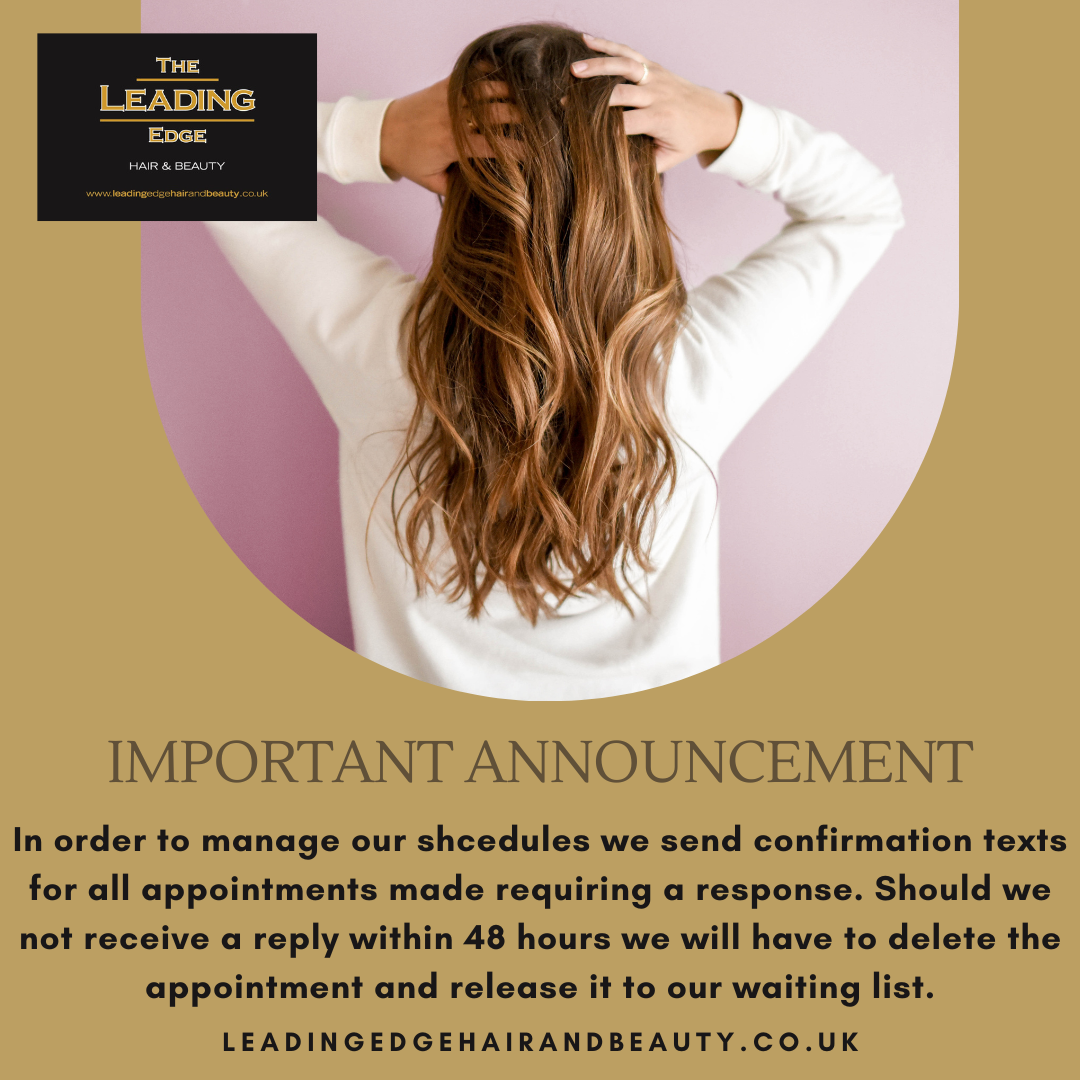 THE
LEADING
EDGE
HAIR & BEAUTY
www.leadingedgehairandbeauty.co.uk
IMPORTANT ANNOUNCEMENT
In order to manage our shcedules we send confirmation texts
for all appointments made requiring a response. Should we
not receive a reply within 48 hours we will have to delete the
appointment and release it to our waiting list.
LEADINGEDGEHAIRANDBEAUTY.CO.UK